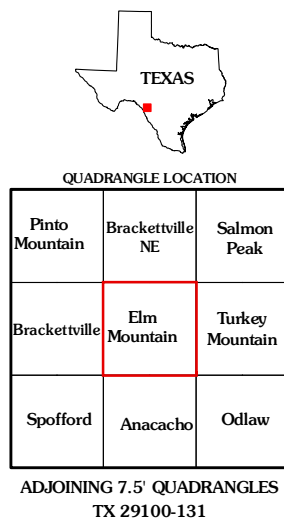 TEXAS
QUADRANGLE LOCATION
Pinto
Mountain
Brackettville
NE
Salmon
Peak
Brackettville
Elm
Mountain
Turkey
Mountain
Spofford
Anacacho
Odlaw
ADJOINING 7.5' QUADRANGLES
TX 29100-131